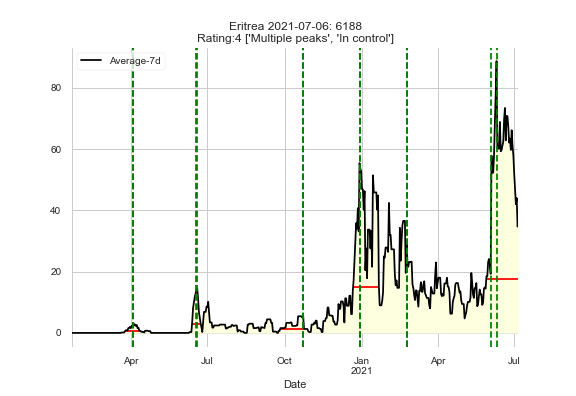 Eritrea 2021-07-06: 6188
Rating:4 ['Multiple peaks', 'In control']
Average-7d
80
60
40
20
0
Apr
Jul
Oct
Jan
2021
Apr
Jul
Date